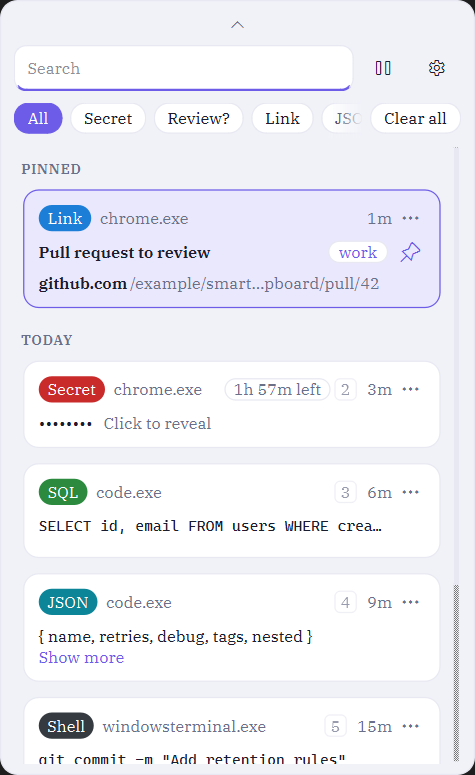 Search
All Secret Review? Link JSC Clear all
PINNED
Link chrome.exe 1m ···
Pull request to review work
github.com/example/smart...pboard/pull/42
TODAY
Secret chrome.exe 1h 57m left 2 3m ···
•••••••• Click to reveal
SQL code.exe 3 6m ···
SELECT id, email FROM users WHERE crea…
JSON code.exe 4 9m ···
{ name, retries, debug, tags, nested }
Show more
Shell windowsterminal.exe 5 15m ···
git commit -m "Add retention rules"